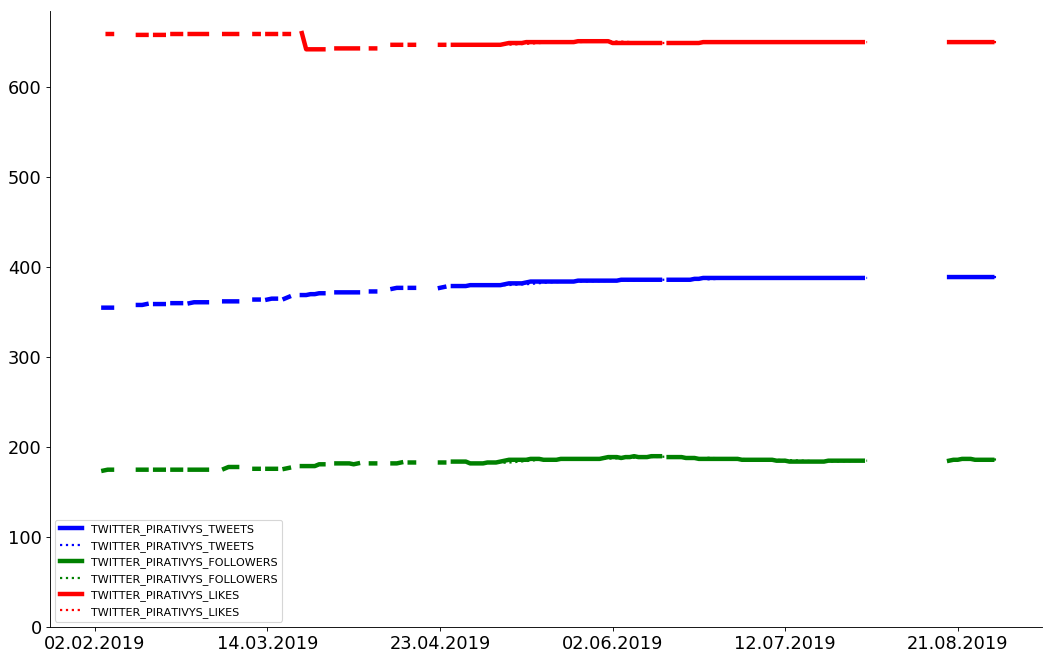 600
500
400
300
200
100
0
TWITTER_PIRATIVYS_TWEETS
TWITTER_PIRATIVYS_TWEETS
TWITTER_PIRATIVYS_FOLLOWERS
TWITTER_PIRATIVYS_FOLLOWERS
TWITTER_PIRATIVYS_LIKES
TWITTER_PIRATIVYS_LIKES
02.02.2019 14.03.2019 23.04.2019 02.06.2019 12.07.2019 21.08.2019